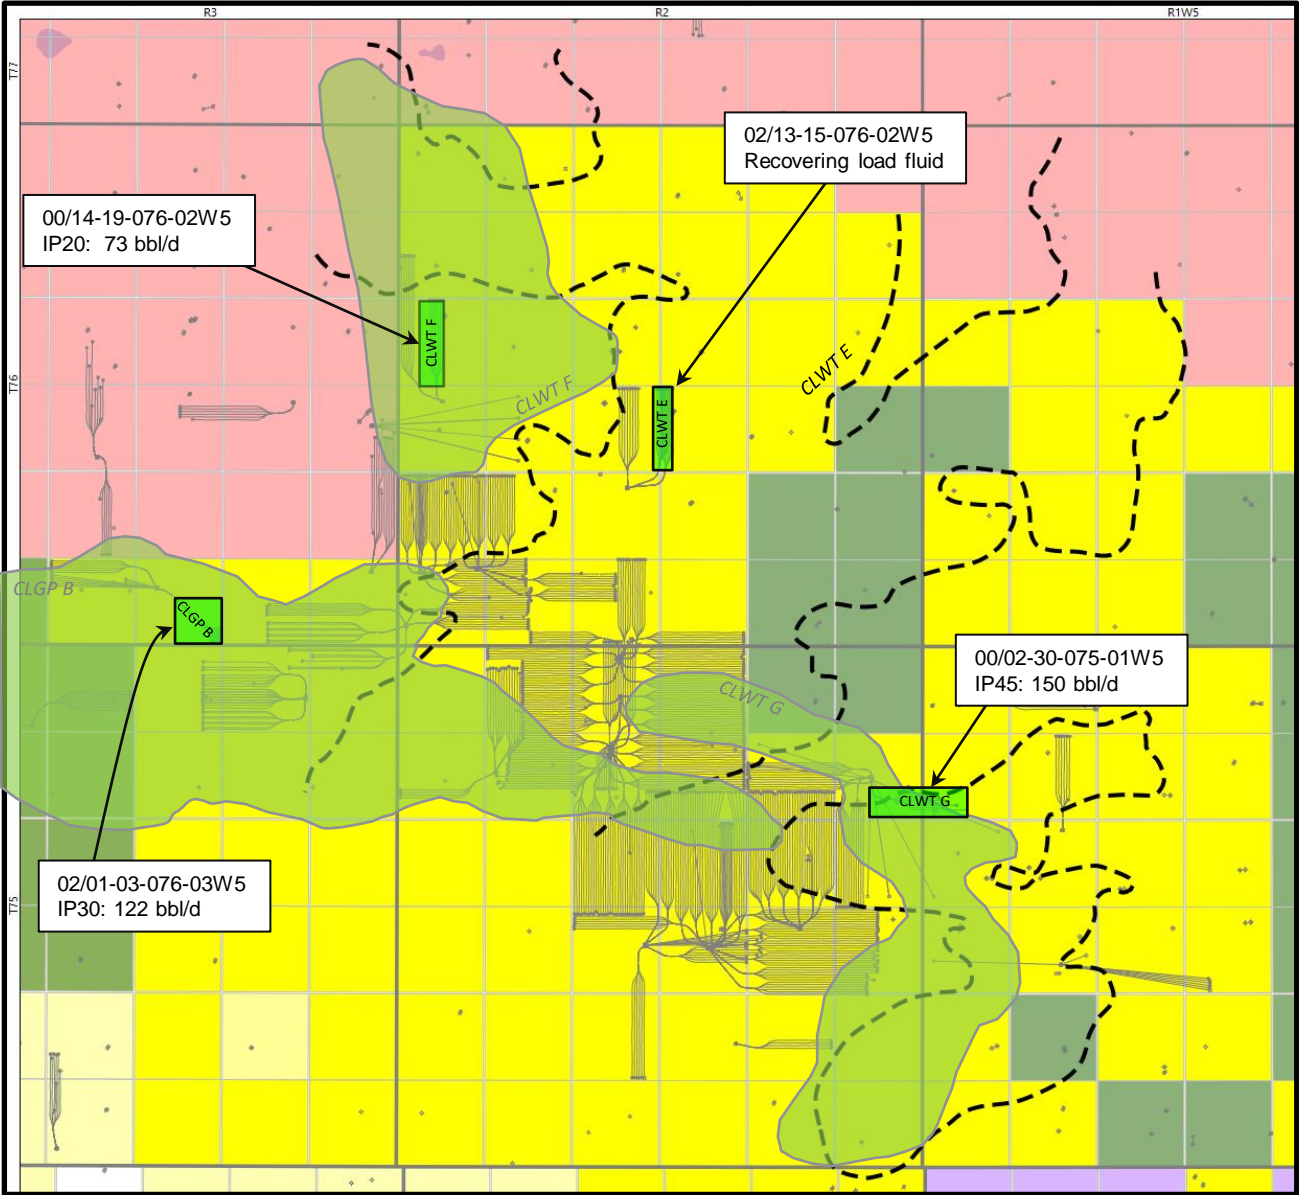 R3
R2
R1W5
T77
02/13-15-076-02W5
Recovering load fluid
00/14-19-076-02W5
IP20: 73 bbl/d
CLWT F
CLWT E
T76
CLWT F
CLWT E
CLGP B
CLGP B
00/02-30-075-01W5
IP45: 150 bbl/d
CLWT G
CLWT G
02/01-03-076-03W5
IP30: 122 bbl/d
T75